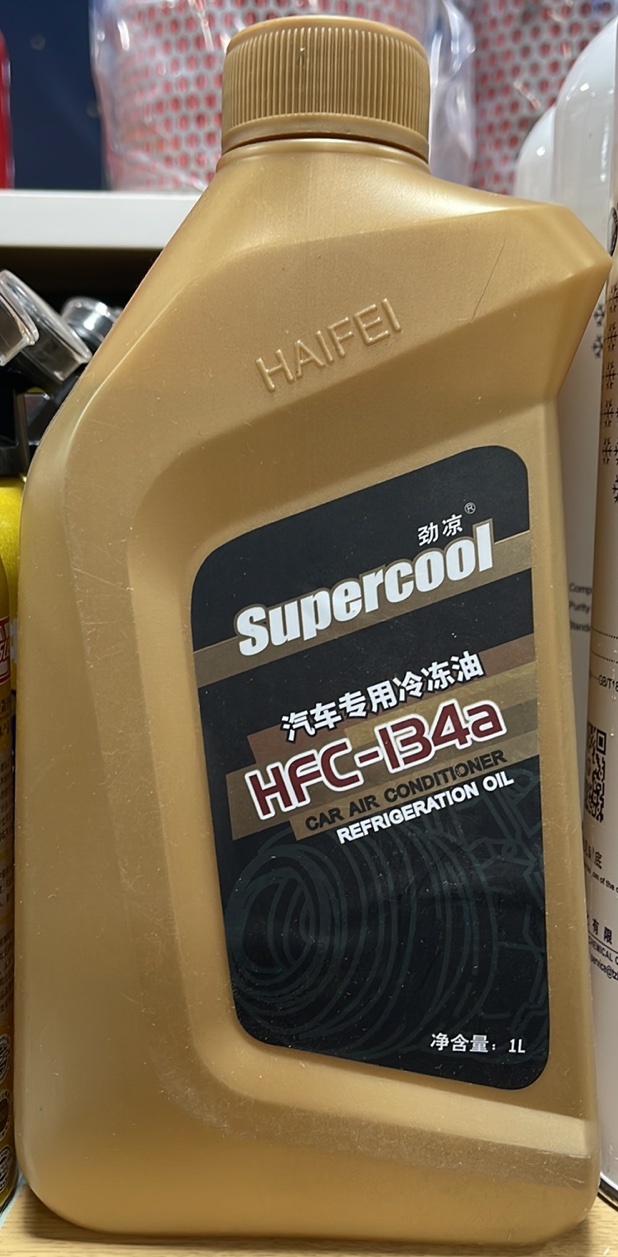 HAIFEI
劲凉®
Supercool
汽车专用冷冻油
HFC-134a
CAR AIR CONDITIONER
REFRIGERATION OIL
净含量：1L